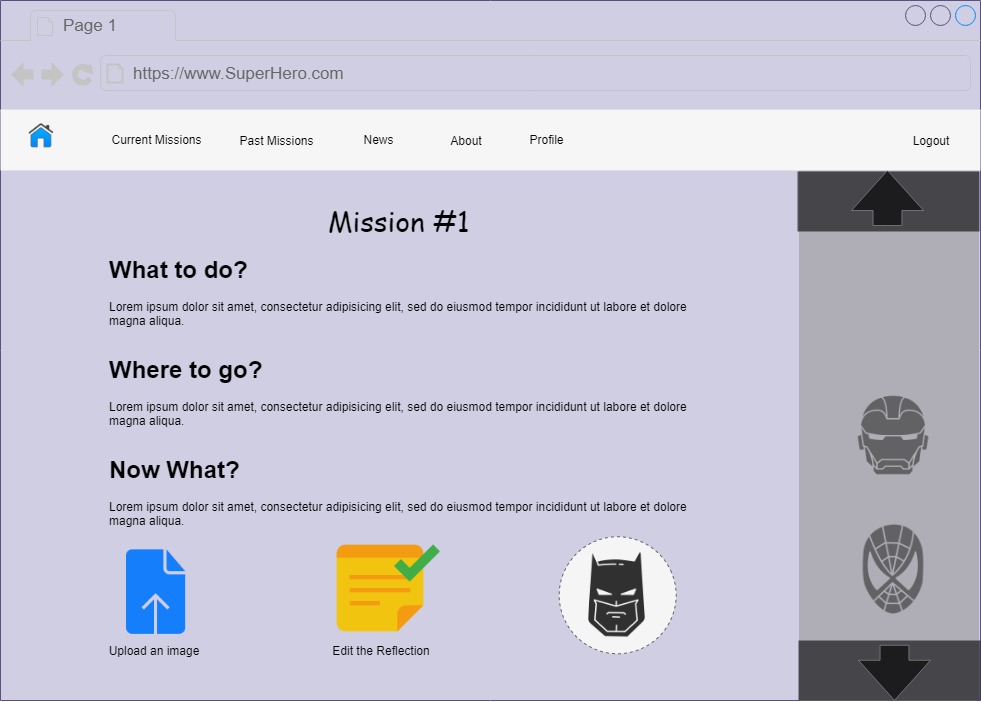 Page 1
https://www.SuperHero.com
Current Missions Past Missions News About Profile Logout
Mission #1
What to do?
Lorem ipsum dolor sit amet, consectetur adipisicing elit, sed do eiusmod tempor incididunt ut labore et dolore
magna aliqua.
Where to go?
Lorem ipsum dolor sit amet, consectetur adipisicing elit, sed do eiusmod tempor incididunt ut labore et dolore
magna aliqua.
Now What?
Lorem ipsum dolor sit amet, consectetur adipisicing elit, sed do eiusmod tempor incididunt ut labore et dolore
magna aliqua.
Upload an image Edit the Reflection